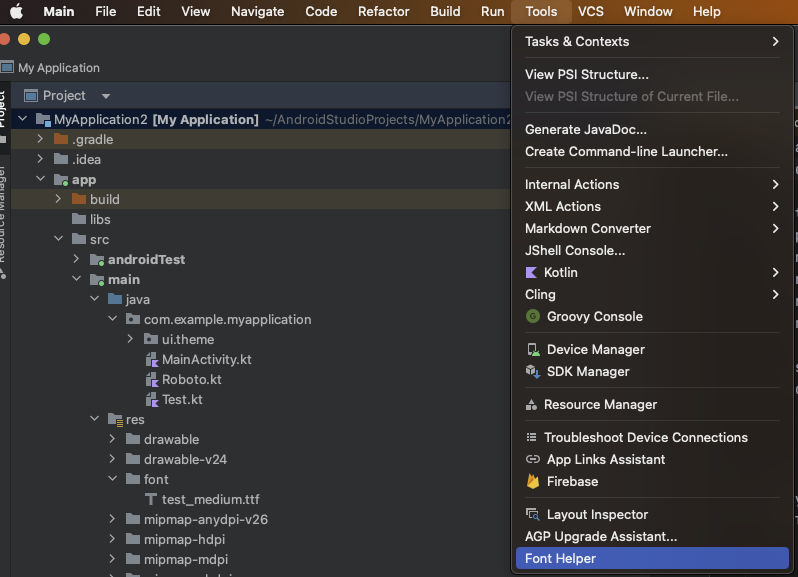 Main File Edit View Navigate Code Refactor Build Run Tools VCS Window Help
My Application
Project
Project
Resource Manager
MyApplication2 [My Application] ~/AndroidStudioProjects/MyApplication2
.gradle
.idea
app
build
libs
src
androidTest
main
java
com.example.myapplication
ui.theme
MainActivity.kt
Roboto.kt
Test.kt
res
drawable
drawable-v24
font
test_medium.ttf
mipmap-anydpi-v26
mipmap-hdpi
mipmap-mdpi
Tasks & Contexts
View PSI Structure...
View PSI Structure of Current File...
Generate JavaDoc...
Create Command-line Launcher...
Internal Actions
XML Actions
Markdown Converter
JShell Console...
Kotlin
Cling
G Groovy Console
Device Manager
SDK Manager
Resource Manager
Troubleshoot Device Connections
App Links Assistant
Firebase
Layout Inspector
AGP Upgrade Assistant...
Font Helper